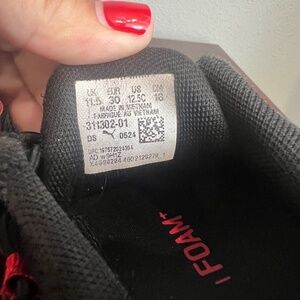 UK EUR US CM
11.5 30 12.5C 18
MADE IN VIETNAM
FABRIQUÉ AU VIETNAM
311302-01
DS 0524
FOAM+